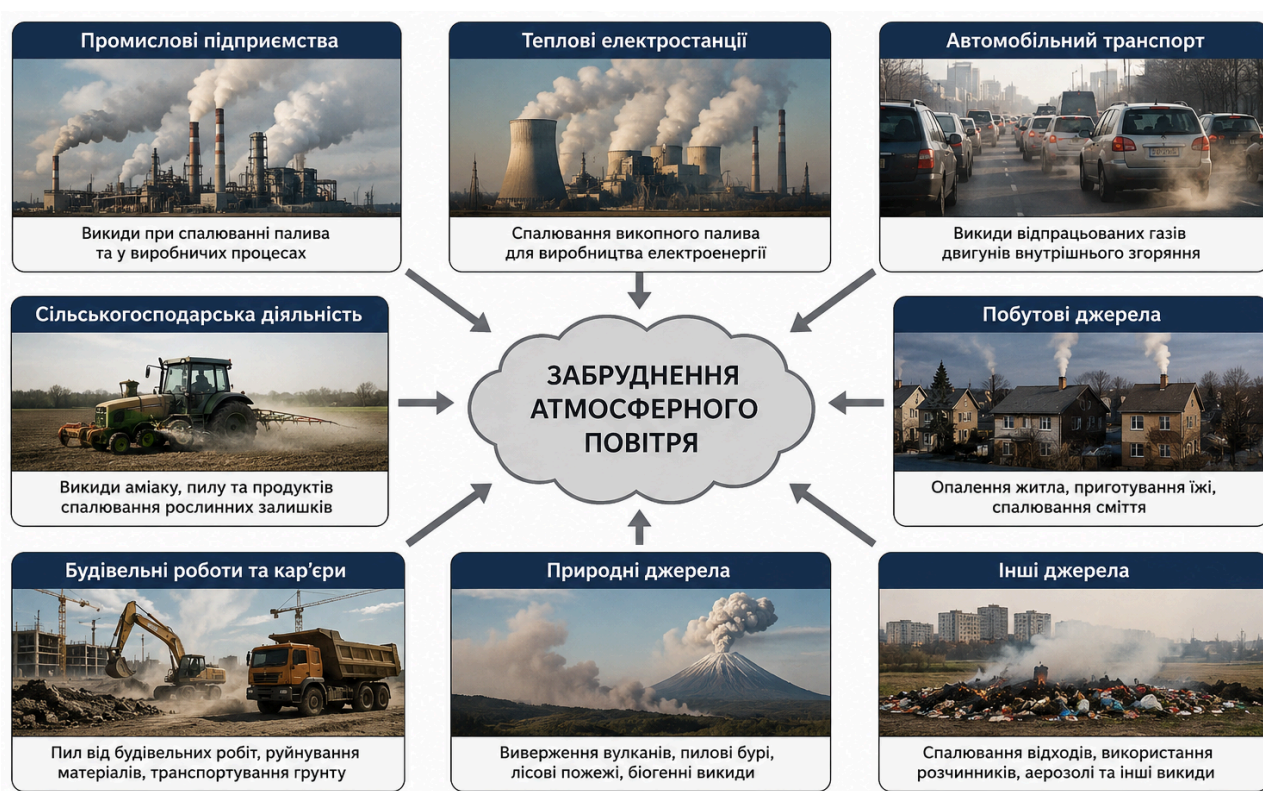 Промислові підприємства
Викиди при спалюванні палива
та у виробничих процесах
Теплові електростанції
Спалювання викопного палива
для виробництва електроенергії
Автомобільний транспорт
Викиди відпрацьованих газів
двигунів внутрішнього згоряння
Сільськогосподарська діяльність
Викиди аміаку, пилу та продуктів
спалювання рослинних залишків
ЗАБРУДНЕННЯ
АТМОСФЕРНОГО
ПОВІТРЯ
Побутові джерела
Опалення житла, приготування їжі,
спалювання сміття
Будівельні роботи та кар’єри
Пил від будівельних робіт, руйнування
матеріалів, транспортування грунту
Природні джерела
Виверження вулканів, пилові бурі,
лісові пожежі, біогенні викиди
Інші джерела
Спалювання відходів, використання
розчинників, аерозолі та інші викиди